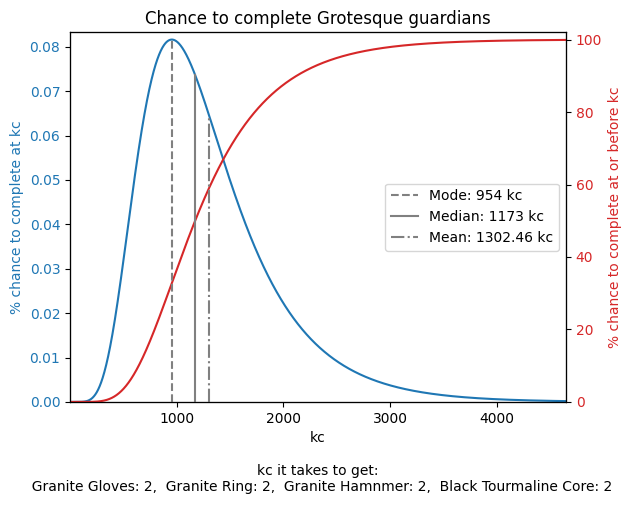 Chance to complete Grotesque guardians
% chance to complete at kc
0.08
0.07
0.06
0.05
0.04
0.03
0.02
0.01
0.00
100
80
60
40
20
0
% chance to complete at or before kc
Mode: 954 kc
Median: 1173 kc
Mean: 1302.46 kc
1000 2000 3000 4000
kc
kc it takes to get:
Granite Gloves: 2, Granite Ring: 2, Granite Hamnmer: 2, Black Tourmaline Core: 2